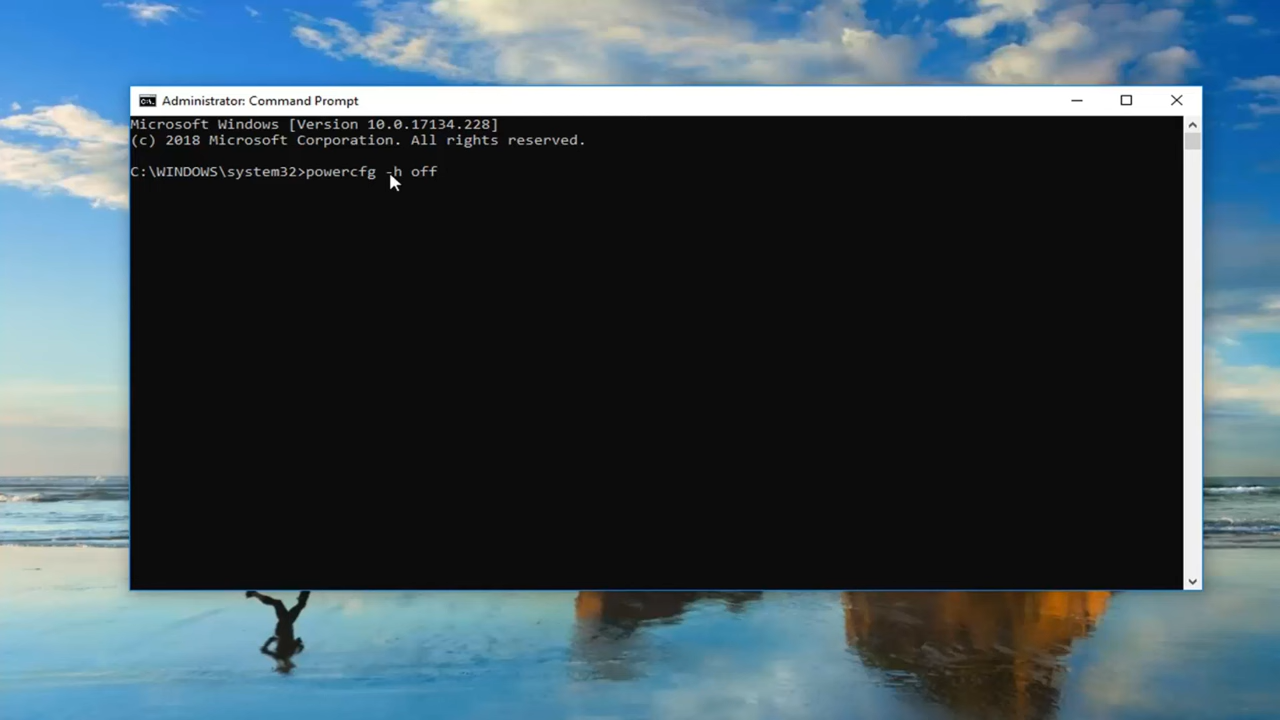 Administrator: Command Prompt
Microsoft Windows [Version 10.0.17134.228]
(c) 2018 Microsoft Corporation. All rights reserved.
C:\WINDOWS\system32>powercfg -h off